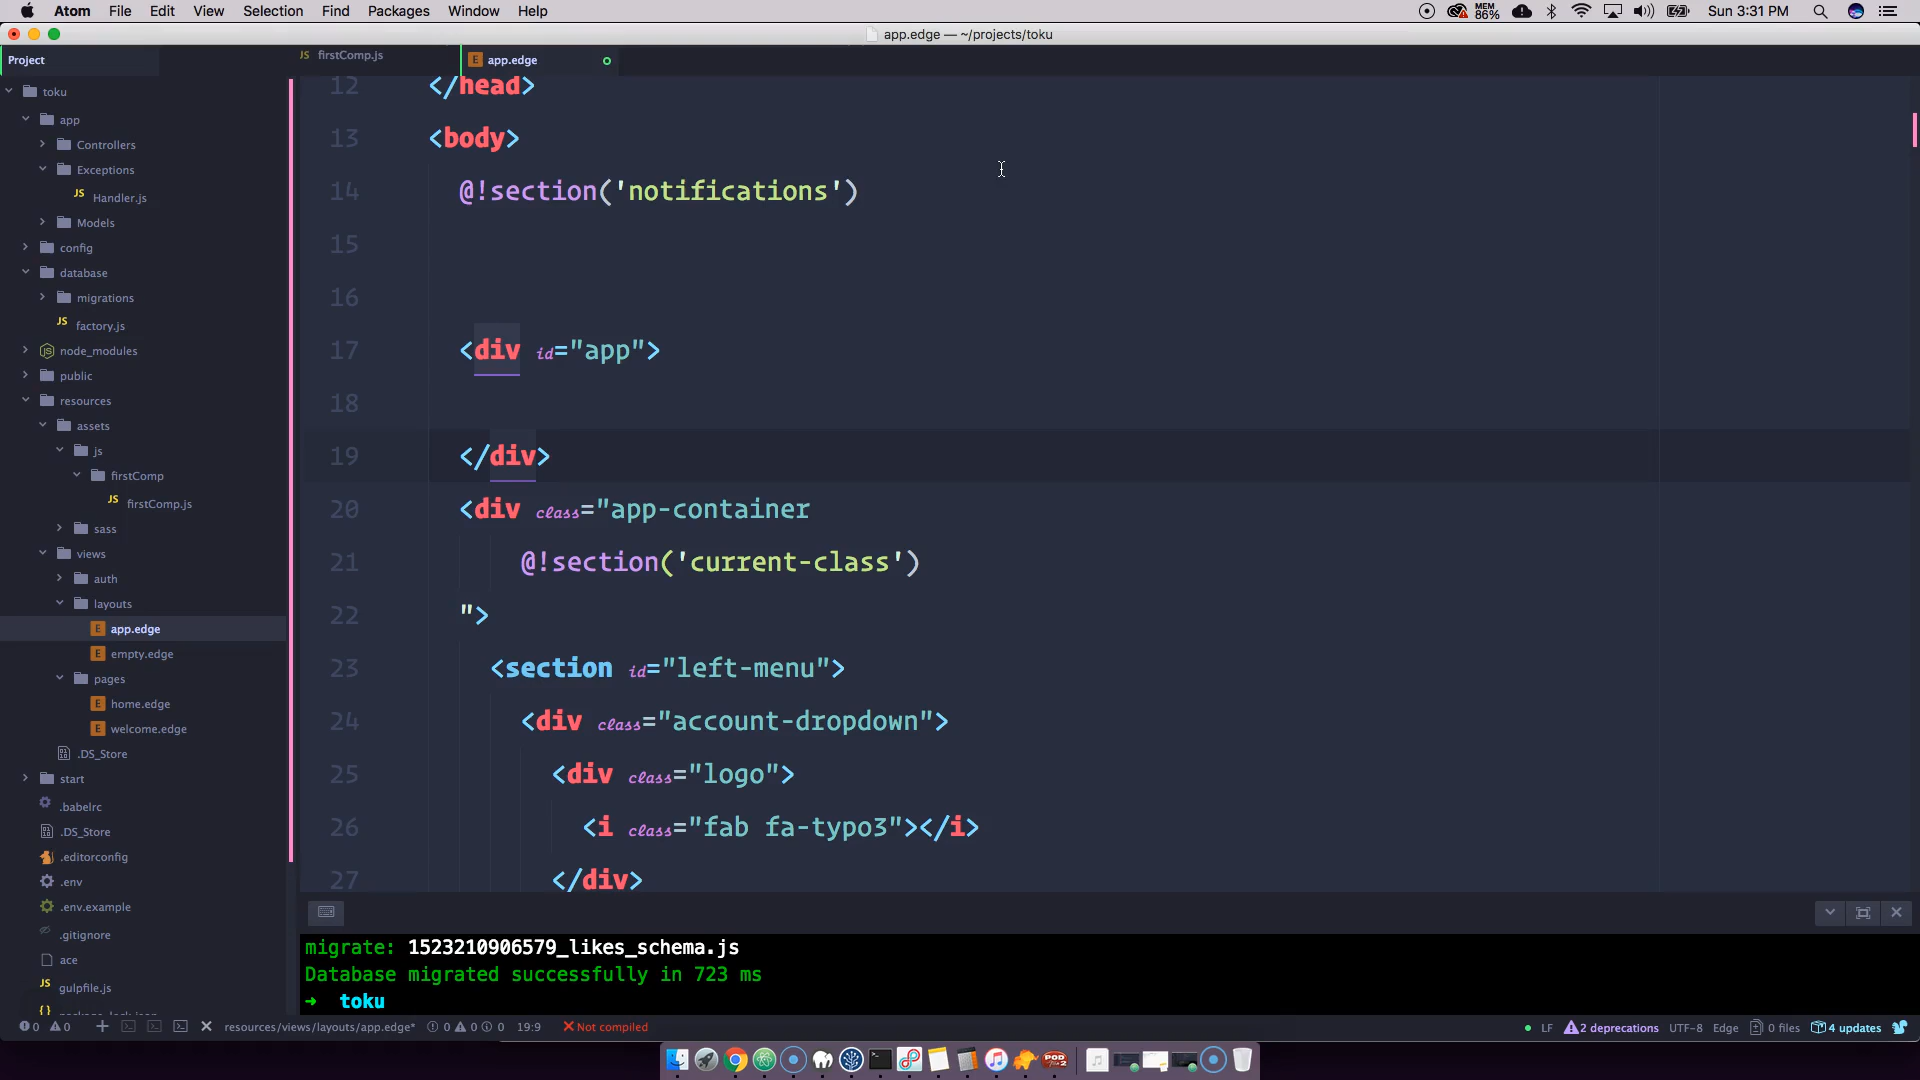 Atom File Edit View Selection Find Packages Window Help
MEM 86% Sun 3:31 PM
app.edge — ~/projects/toku
Project
firstComp.js
app.edge
toku
app
Controllers
Exceptions
Handler.js
Models
config
database
migrations
factory.js
node_modules
public
resources
assets
js
firstComp
firstComp.js
sass
views
auth
layouts
app.edge
empty.edge
pages
home.edge
welcome.edge
.DS_Store
start
.babelrc
.DS_Store
.editorconfig
.env
.env.example
.gitignore
ace
gulpfile.js
12 </head>
13 <body>
14 @!section('notifications')
15
16
17 <div id="app">
18
19 </div>
20 <div class="app-container
21 @!section('current-class')
22 ">
23 <section id="left-menu">
24 <div class="account-dropdown">
25 <div class="logo">
26 <i class="fab fa-typo3"></i>
27 </div>
migrate: 1523210906579_likes_schema.js
Database migrated successfully in 723 ms
➜ toku
0 0 resources/views/layouts/app.edge* 0 0 0 19:9 Not compiled LF 2 deprecations UTF-8 Edge 0 files 4 updates